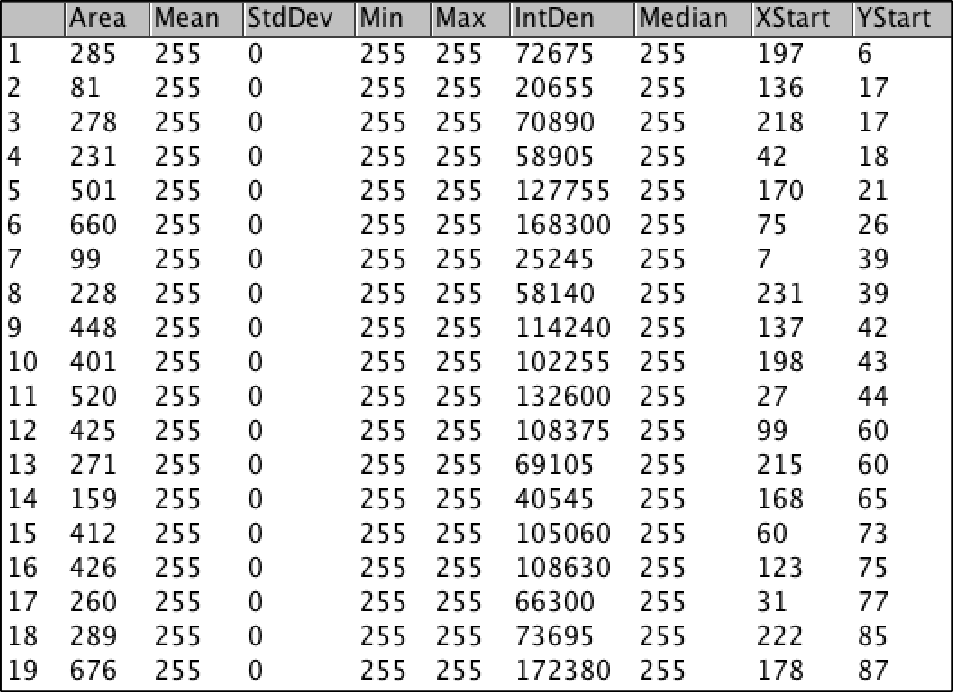 Area Mean StdDev Min Max IntDen Median XStart YStart
1 285 255 0 255 255 72675 255 197 6
2 81 255 0 255 255 20655 255 136 17
3 278 255 0 255 255 70890 255 218 17
4 231 255 0 255 255 58905 255 42 18
5 501 255 0 255 255 127755 255 170 21
6 660 255 0 255 255 168300 255 75 26
7 99 255 0 255 255 25245 255 7 39
8 228 255 0 255 255 58140 255 231 39
9 448 255 0 255 255 114240 255 137 42
10 401 255 0 255 255 102255 255 198 43
11 520 255 0 255 255 132600 255 27 44
12 425 255 0 255 255 108375 255 99 60
13 271 255 0 255 255 69105 255 215 60
14 159 255 0 255 255 40545 255 168 65
15 412 255 0 255 255 105060 255 60 73
16 426 255 0 255 255 108630 255 123 75
17 260 255 0 255 255 66300 255 31 77
18 289 255 0 255 255 73695 255 222 85
19 676 255 0 255 255 172380 255 178 87